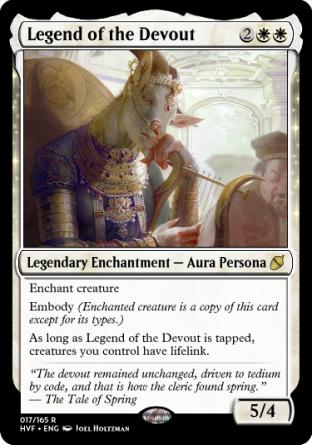 Legend of the Devout 2
Legendary Enchantment — Aura Persona
Enchant creature
Embody (Enchanted creature is a copy of this card
except for its types.)
As long as Legend of the Devout is tapped,
creatures you control have lifelink.
“The devout remained unchanged, driven to tedium
by code, and that is how the cleric found spring.”
— The Tale of Spring
5/4
017/165 R
HVF • ENG Joel Holtzman